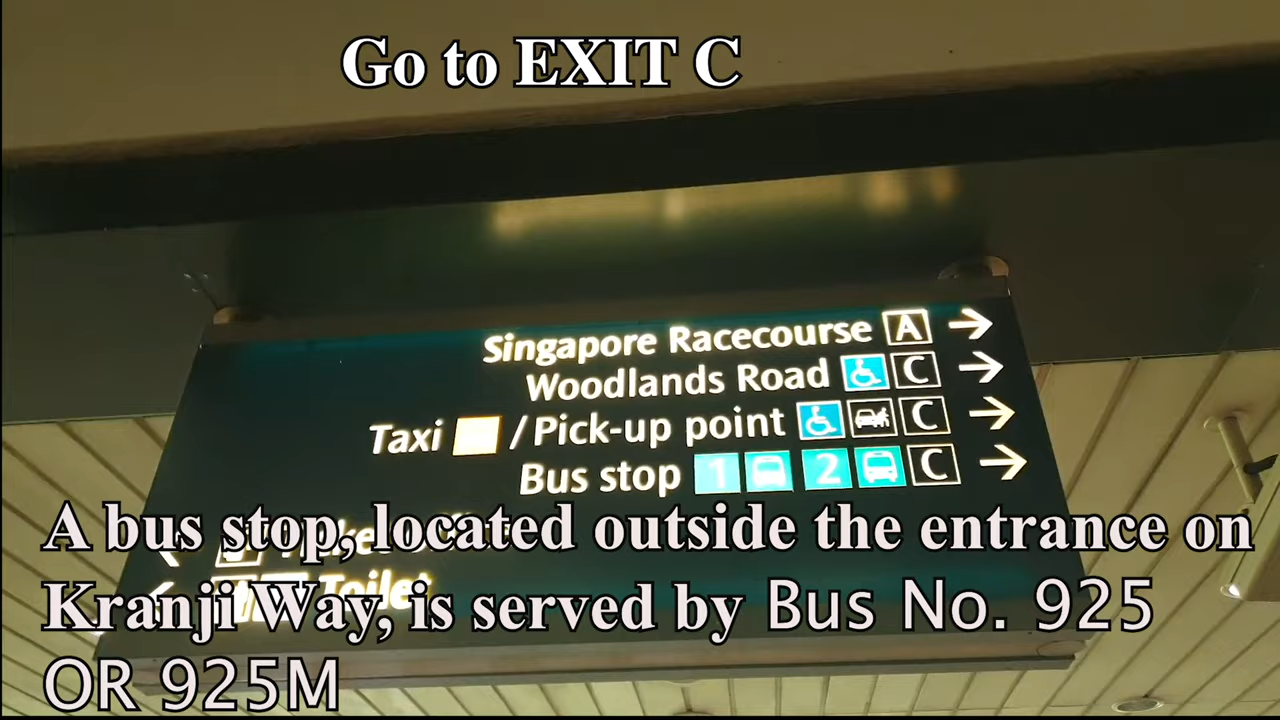 Go to EXIT C
Singapore Racecourse A →
Woodlands Road C →
Taxi / Pick-up point C →
Bus stop 1 2 C →
A bus stop, located outside the entrance on
Toilet
Kranji Way, is served by Bus No. 925
OR 925M